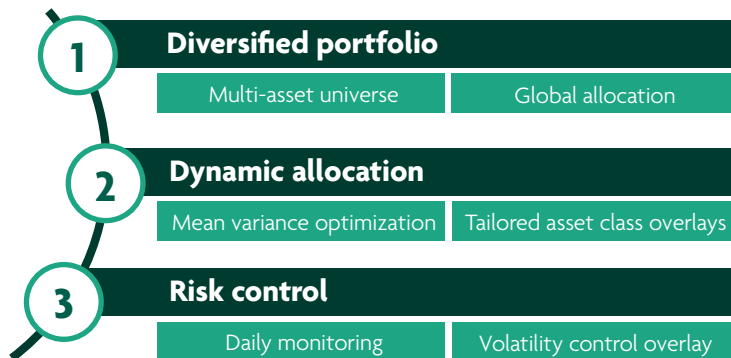 1
Diversified portfolio
Multi-asset universe
Global allocation
2
Dynamic allocation
Mean variance optimization
Tailored asset class overlays
3
Risk control
Daily monitoring
Volatility control overlay